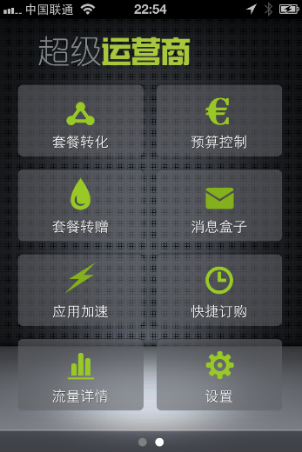 中国联通 22:54
超级运营商
套餐转化 预算控制
套餐转赠 消息盒子
应用加速 快捷订购
流量详情 设置